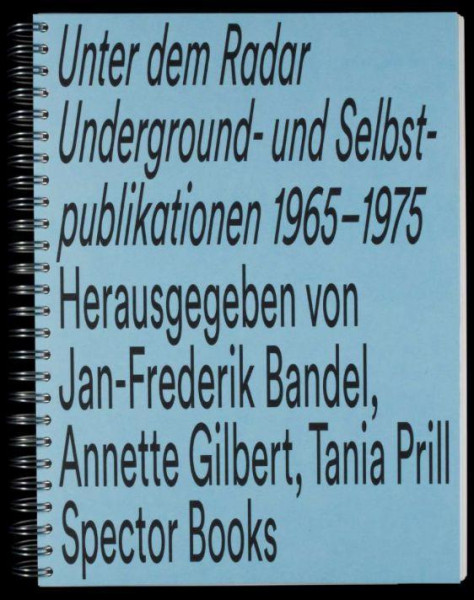 Unter dem Radar
Underground- und Selbst-
publikationen 1965–1975
Herausgegeben von
Jan-Frederik Bandel,
Annette Gilbert, Tania Prill
Spector Books